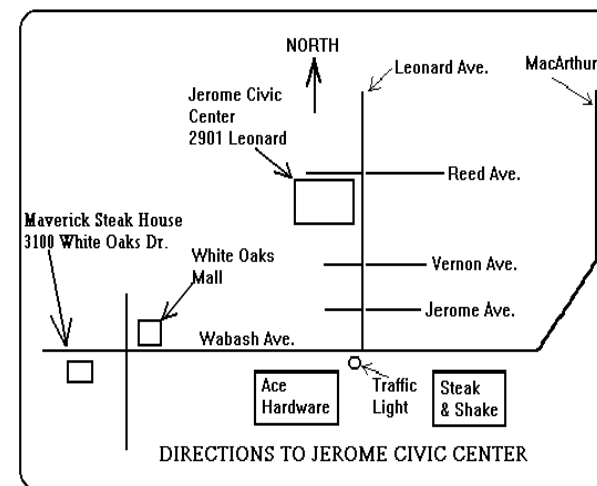 NORTH
Leonard Ave.
MacArthur
Jerome Civic
Center
2901 Leonard
Reed Ave.
Maverick Steak House
3100 White Oaks Dr.
White Oaks
Mall
Vernon Ave.
Jerome Ave.
Wabash Ave.
Ace
Hardware
Traffic
Light
Steak
& Shake
DIRECTIONS TO JEROME CIVIC CENTER